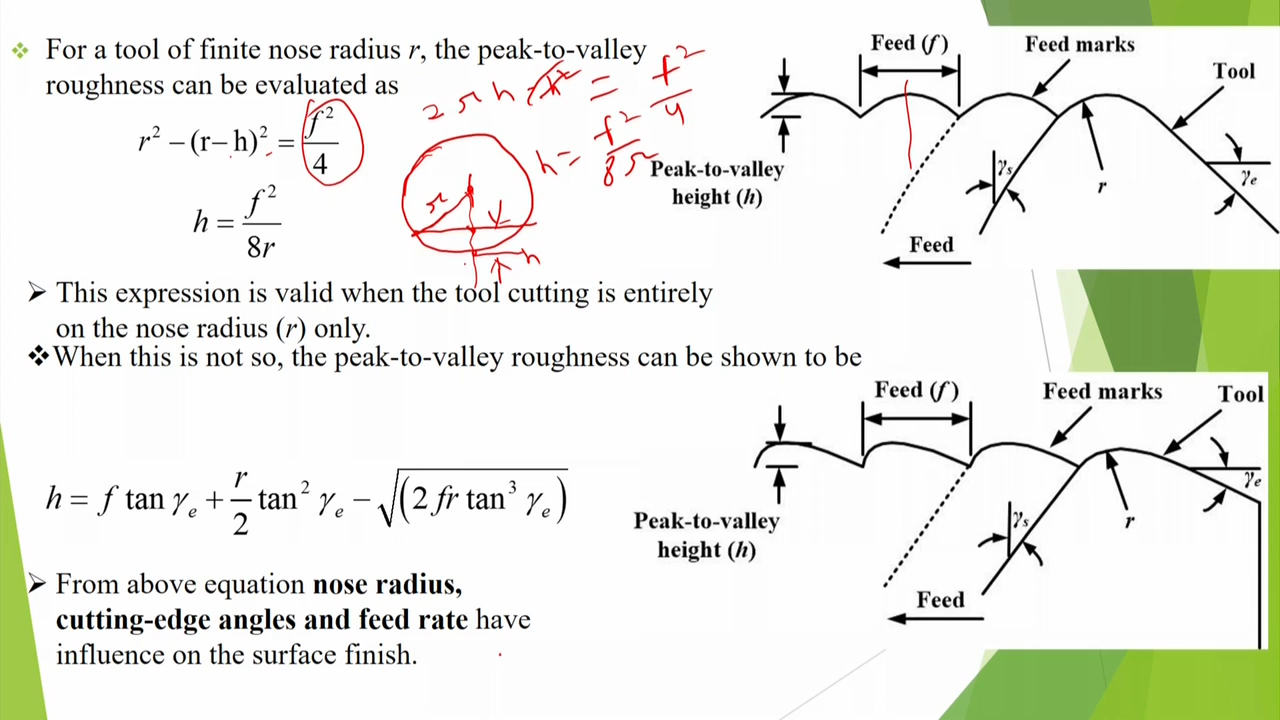 ❖ For a tool of finite nose radius r, the peak-to-valley
roughness can be evaluated as
r² −(r− h)² = f²/4
h = f²/8r
2rh − h² = f²/4
h = f²/8r
r
h
➤ This expression is valid when the tool cutting is entirely
on the nose radius (r) only.
❖When this is not so, the peak-to-valley roughness can be shown to be
h = f tan γₑ + r/2 tan² γₑ − √(2 fr tan³ γₑ)
➤ From above equation nose radius,
cutting-edge angles and feed rate have
influence on the surface finish.
Feed (f)
Feed marks
Tool
Peak-to-valley
height (h)
γₛ
r
γₑ
Feed
Feed (f)
Feed marks
Tool
Peak-to-valley
height (h)
γₛ
r
γₑ
Feed